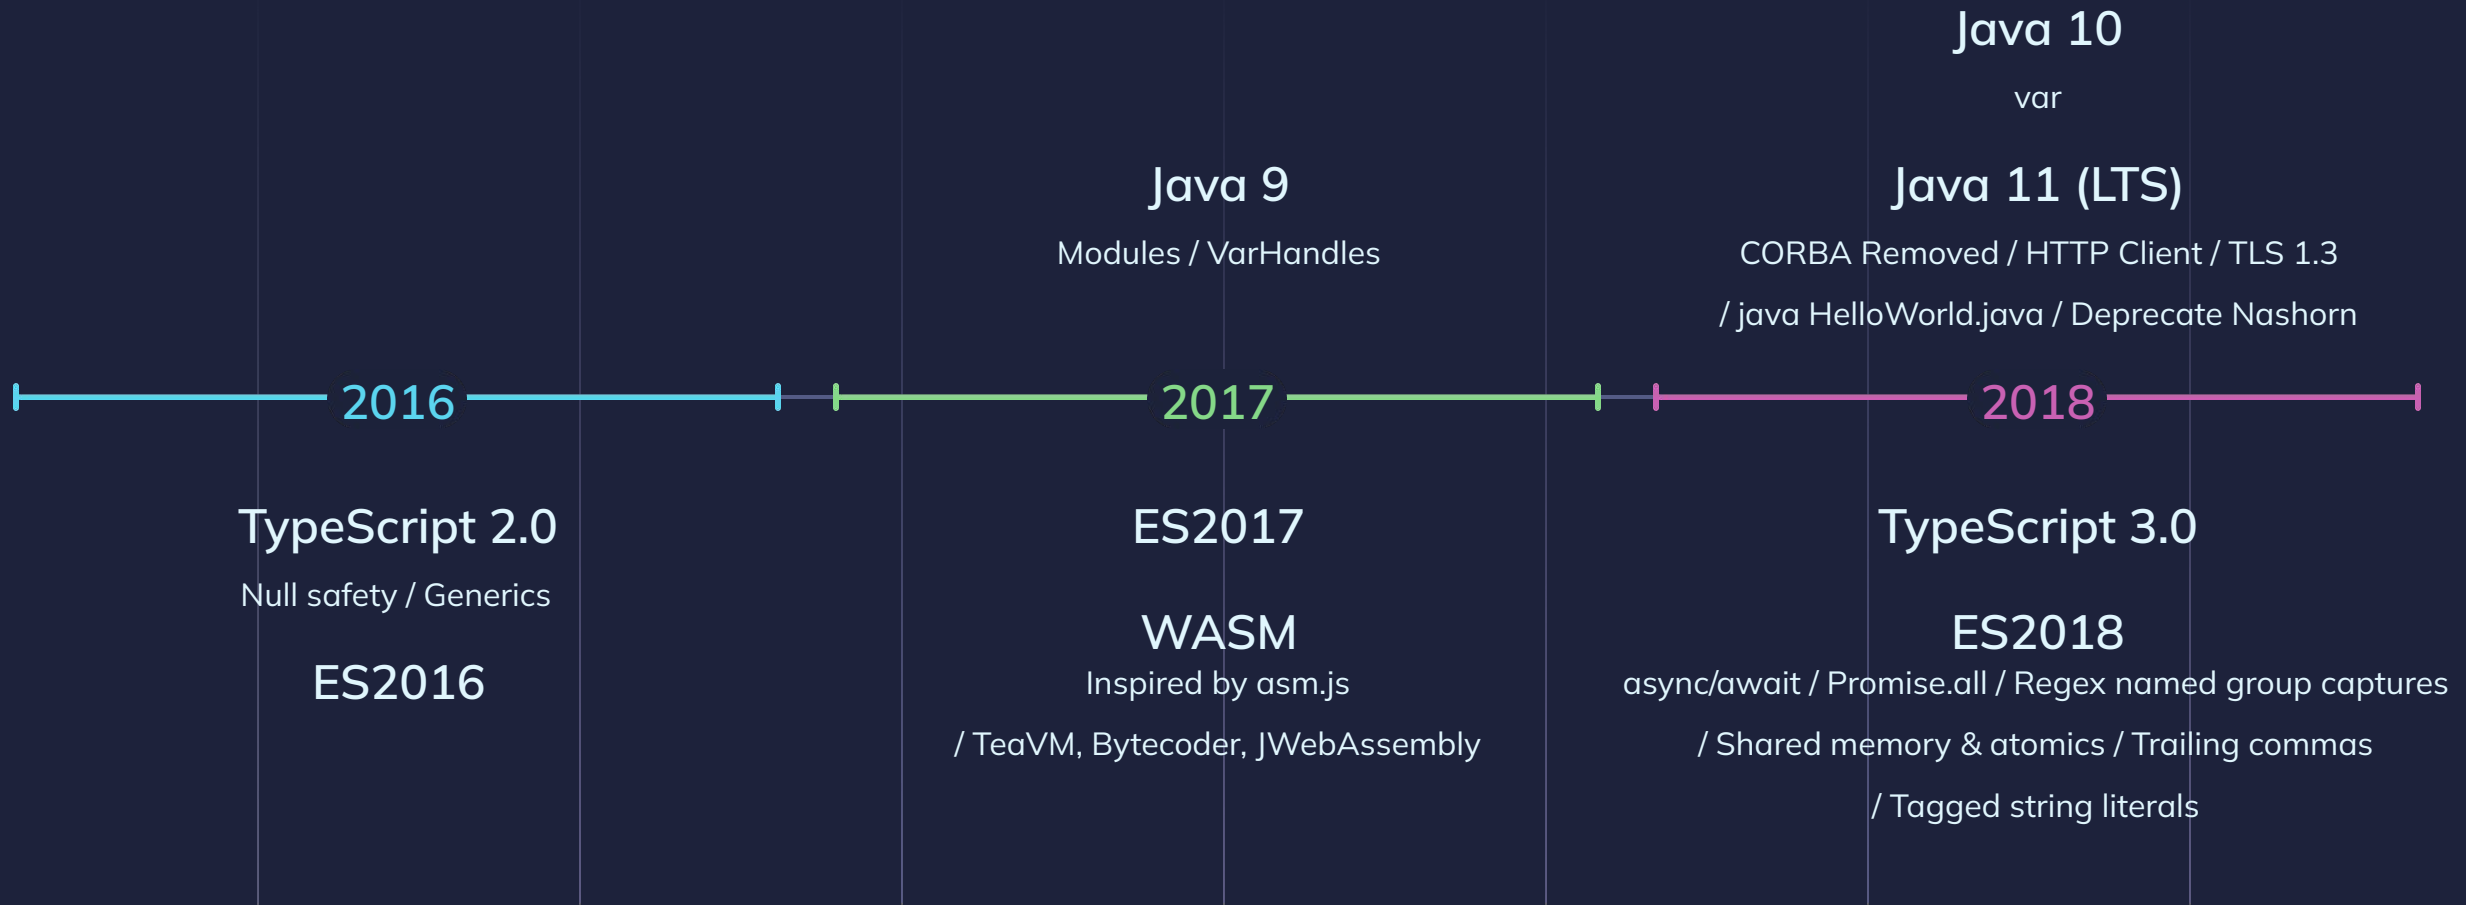 Java 10
var
Java 9
Java 11 (LTS)
Modules / VarHandles
CORBA Removed / HTTP Client / TLS 1.3
/ java HelloWorld.java / Deprecate Nashorn
2016
2017
2018
TypeScript 2.0
Null safety / Generics
ES2016
ES2017
WASM
Inspired by asm.js
/ TeaVM, Bytecoder, JWebAssembly
TypeScript 3.0
ES2018
async/await / Promise.all / Regex named group captures
/ Shared memory & atomics / Trailing commas
/ Tagged string literals